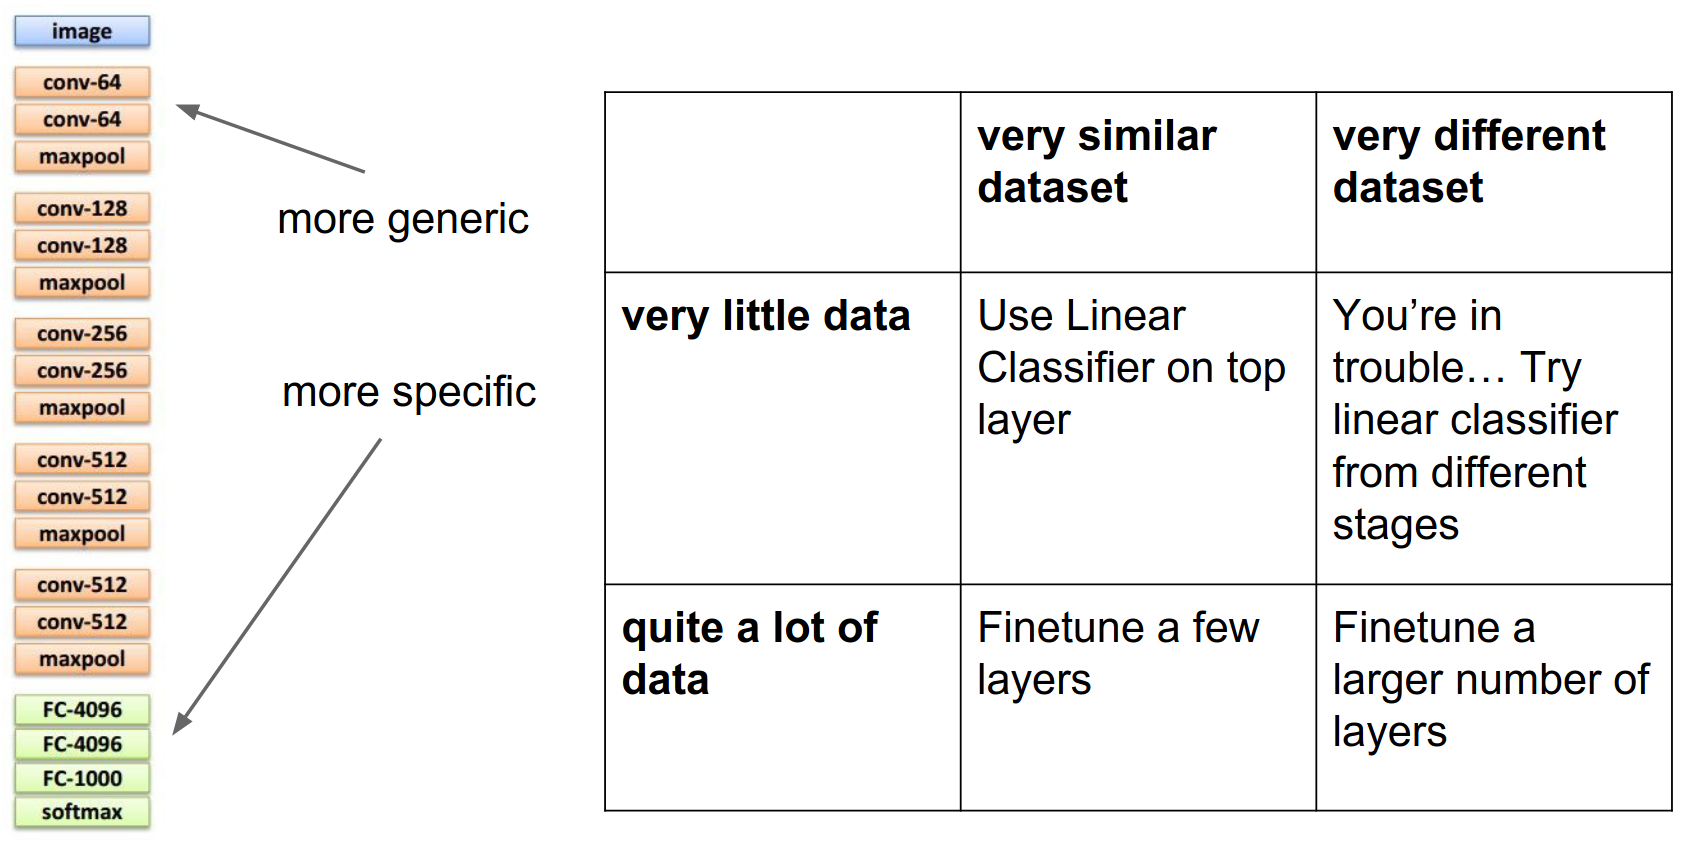 image
conv-64
conv-64
maxpool
conv-128
conv-128
maxpool
conv-256
conv-256
maxpool
conv-512
conv-512
maxpool
conv-512
conv-512
maxpool
FC-4096
FC-4096
FC-1000
softmax
more generic
more specific
very similar
dataset
very different
dataset
very little data
Use Linear
Classifier on top
layer
You’re in
trouble… Try
linear classifier
from different
stages
quite a lot of
data
Finetune a few
layers
Finetune a
larger number of
layers